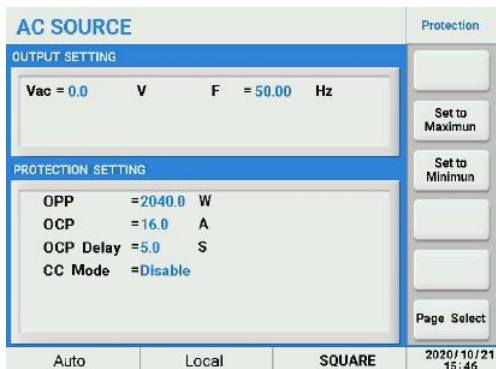 AC SOURCE
Protection
OUTPUT SETTING
Vac = 0.0 V F = 50.00 Hz
Set to
Maximun
Set to
Minimun
PROTECTION SETTING
OPP =2040.0 W
OCP =16.0 A
OCP Delay =5.0 S
CC Mode =Disable
Page Select
Auto Local SQUARE 2020/10/21
15:46